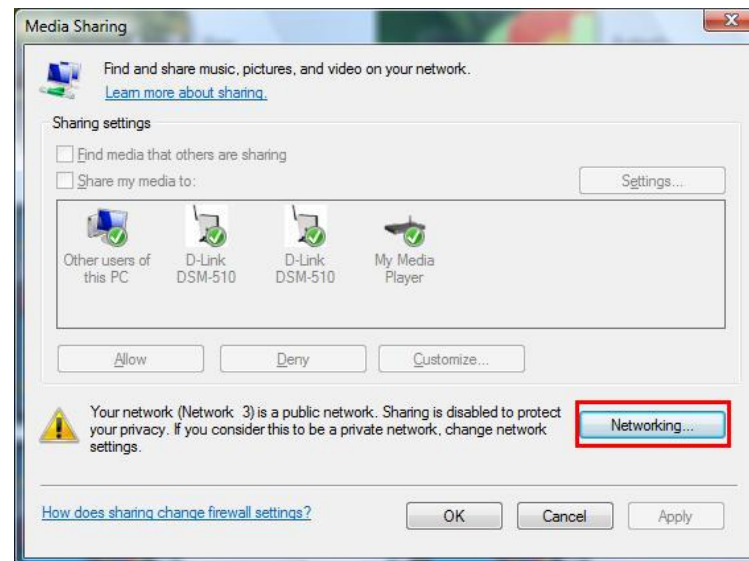 Media Sharing
Find and share music, pictures, and video on your network.
Learn more about sharing.
Sharing settings
Find media that others are sharing
Share my media to:
Settings...
Other users of this PC
D-Link DSM-510
D-Link DSM-510
My Media Player
Allow
Deny
Customize...
Your network (Network 3) is a public network. Sharing is disabled to protect
your privacy. If you consider this to be a private network, change network
settings.
Networking...
How does sharing change firewall settings?
OK
Cancel
Apply